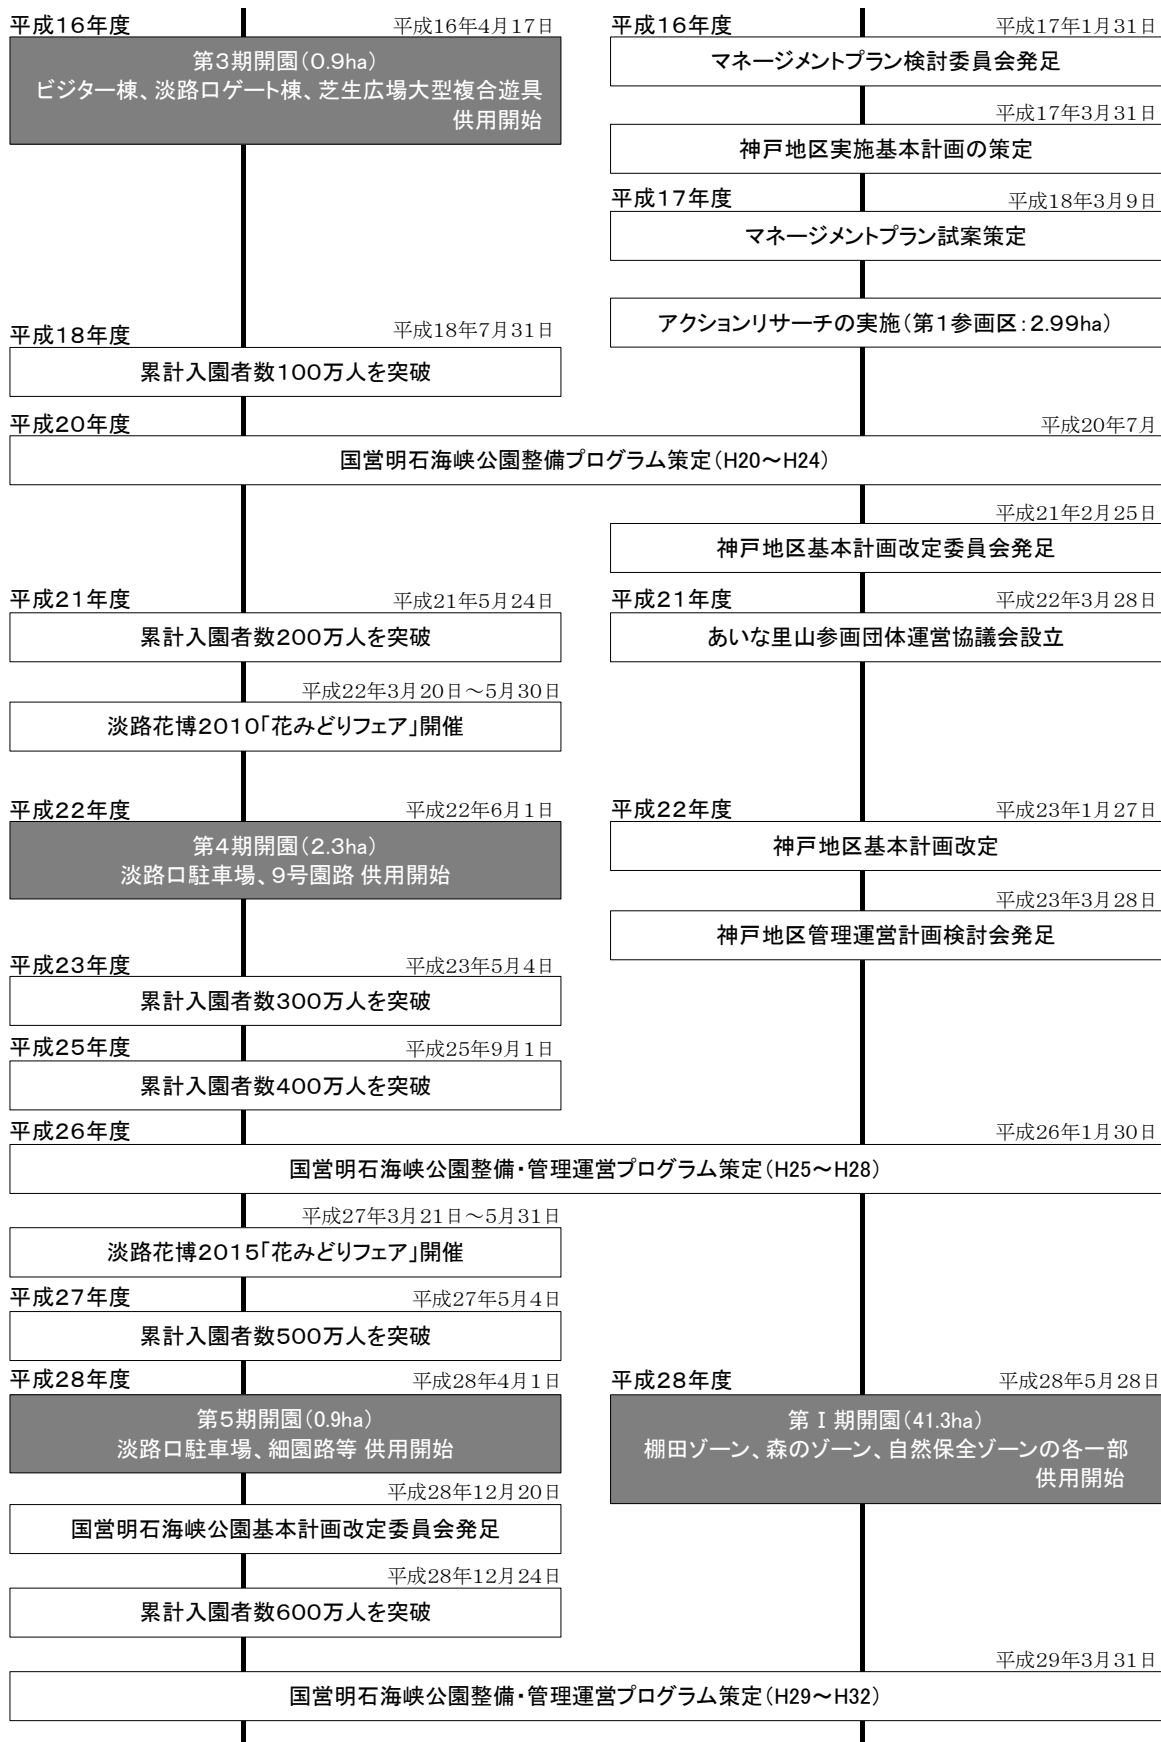 平成16年度
平成16年4月17日
第3期開園(0.9ha)
ビジター棟、淡路口ゲート棟、芝生広場大型複合遊具
供用開始
平成16年度
平成17年1月31日
マネージメントプラン検討委員会発足
平成17年3月31日
神戸地区実施基本計画の策定
平成17年度
平成18年3月9日
マネージメントプラン試案策定
アクションリサーチの実施(第1参画区:2.99ha)
平成18年度
平成18年7月31日
累計入園者数100万人を突破
平成20年度
平成20年7月
国営明石海峡公園整備プログラム策定(H20~H24)
平成21年2月25日
神戸地区基本計画改定委員会発足
平成21年度
平成21年5月24日
累計入園者数200万人を突破
平成21年度
平成22年3月28日
あいな里山参画団体運営協議会設立
平成22年3月20日~5月30日
淡路花博2010「花みどりフェア」開催
平成22年度
平成22年6月1日
第4期開園(2.3ha)
淡路口駐車場、9号園路 供用開始
平成22年度
平成23年1月27日
神戸地区基本計画改定
平成23年3月28日
神戸地区管理運営計画検討会発足
平成23年度
平成23年5月4日
累計入園者数300万人を突破
平成25年度
平成25年9月1日
累計入園者数400万人を突破
平成26年度
平成26年1月30日
国営明石海峡公園整備・管理運営プログラム策定(H25~H28)
平成27年3月21日~5月31日
淡路花博2015「花みどりフェア」開催
平成27年度
平成27年5月4日
累計入園者数500万人を突破
平成28年度
平成28年4月1日
第5期開園(0.9ha)
淡路口駐車場、細園路等 供用開始
平成28年度
平成28年5月28日
第Ⅰ期開園(41.3ha)
棚田ゾーン、森のゾーン、自然保全ゾーンの各一部
供用開始
平成28年12月20日
国営明石海峡公園基本計画改定委員会発足
平成28年12月24日
累計入園者数600万人を突破
平成29年3月31日
国営明石海峡公園整備・管理運営プログラム策定(H29~H32)